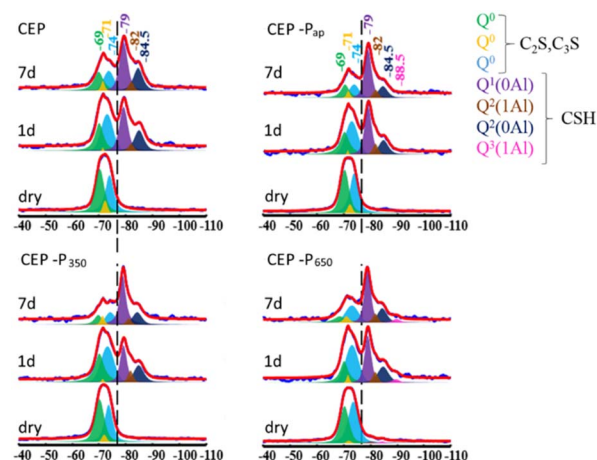 CEP
-69
-71
-74
-79
-82
-84.5
7d
1d
dry
-40 -50 -60 -70 -80 -90 -100 -110
CEP -Pap
-69
-71
-74
-79
-82
-84.5
-88.5
7d
1d
dry
-40 -50 -60 -70 -80 -90 -100 -110
Q⁰
Q⁰
Q⁰
C₂S,C₃S
Q¹(0Al)
Q²(1Al)
Q²(0Al)
Q³(1Al)
CSH
CEP -P₃₅₀
7d
1d
dry
-40 -50 -60 -70 -80 -90 -100 -110
CEP -P₆₅₀
7d
1d
dry
-40 -50 -60 -70 -80 -90 -100 -110